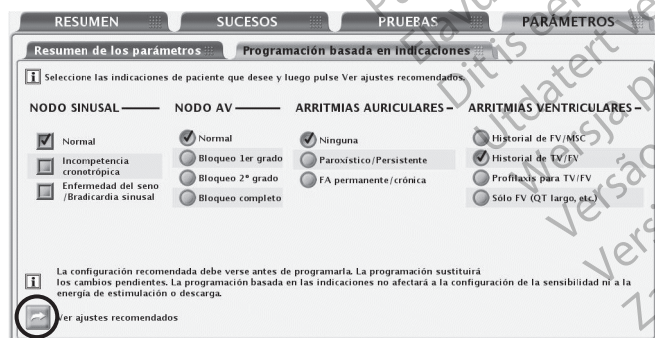 RESUMEN SUCESOS PRUEBAS PARÁMETROS
Resumen de los parámetros Programación basada en indicaciones
i Seleccione las indicaciones de paciente que desee y luego pulse Ver ajustes recomendados.
NODO SINUSAL NODO AV ARRITMIAS AURICULARES ARRITMIAS VENTRICULARES
Normal Normal Ninguna Historial de FV/MSC
Incompetencia cronotrópica Bloqueo 1er grado Paroxístico/Persistente Historial de TV/FV
Enfermedad del seno /Bradicardia sinusal Bloqueo 2º grado FA permanente/crónica Profilaxis para TV/FV
Bloqueo completo Sólo FV (QT largo, etc.)
La configuración recomendada debe verse antes de programarla. La programación sustituirá
i los cambios pendientes. La programación basada en las indicaciones no afectará a la configuración de la sensibilidad ni a la
energía de estimulación o descarga.
Ver ajustes recomendados
Versão